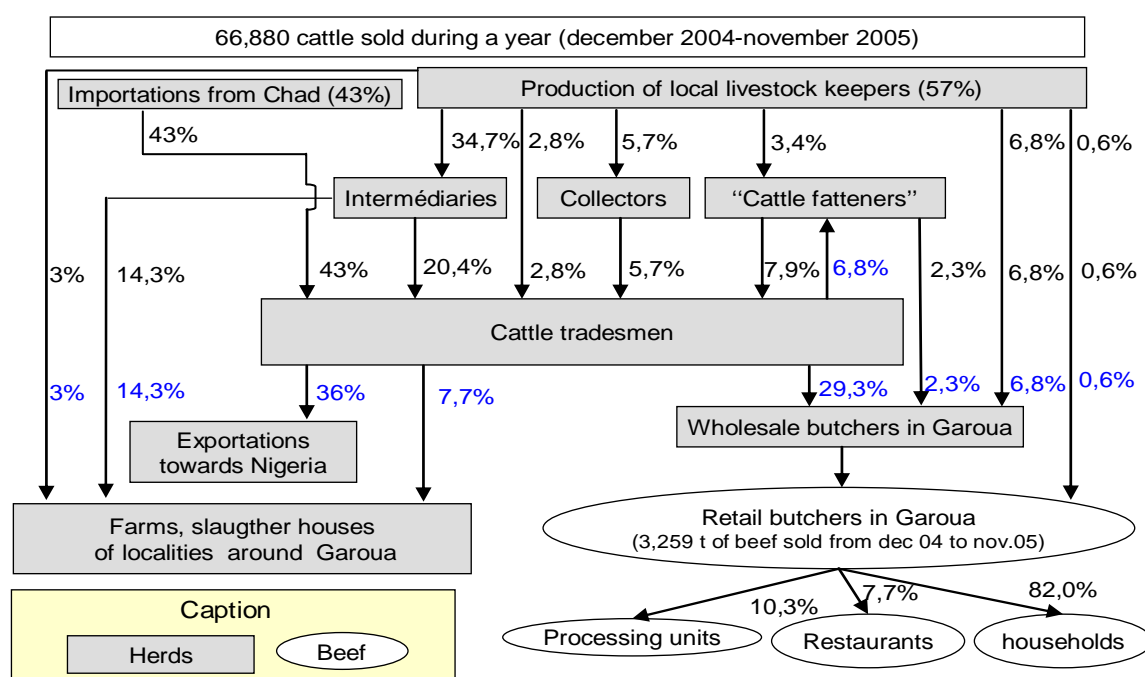 66,880 cattle sold during a year (december 2004-november 2005)
Importations from Chad (43%)
Production of local livestock keepers (57%)
43%
34,7%
2,8%
5,7%
3,4%
6,8%
0,6%
Intermédiaries
Collectors
“Cattle fatteners”
3%
14,3%
43%
20,4%
2,8%
5,7%
7,9%
6,8%
2,3%
6,8%
0,6%
Cattle tradesmen
3%
14,3%
36%
7,7%
29,3%
2,3%
6,8%
0,6%
Exportations
towards Nigeria
Wholesale butchers in Garoua
Farms, slaugther houses
of localities around Garoua
Retail butchers in Garoua
(3,259 t of beef sold from dec 04 to nov.05)
10,3%
7,7%
82,0%
Processing units
Restaurants
households
Caption
Herds
Beef